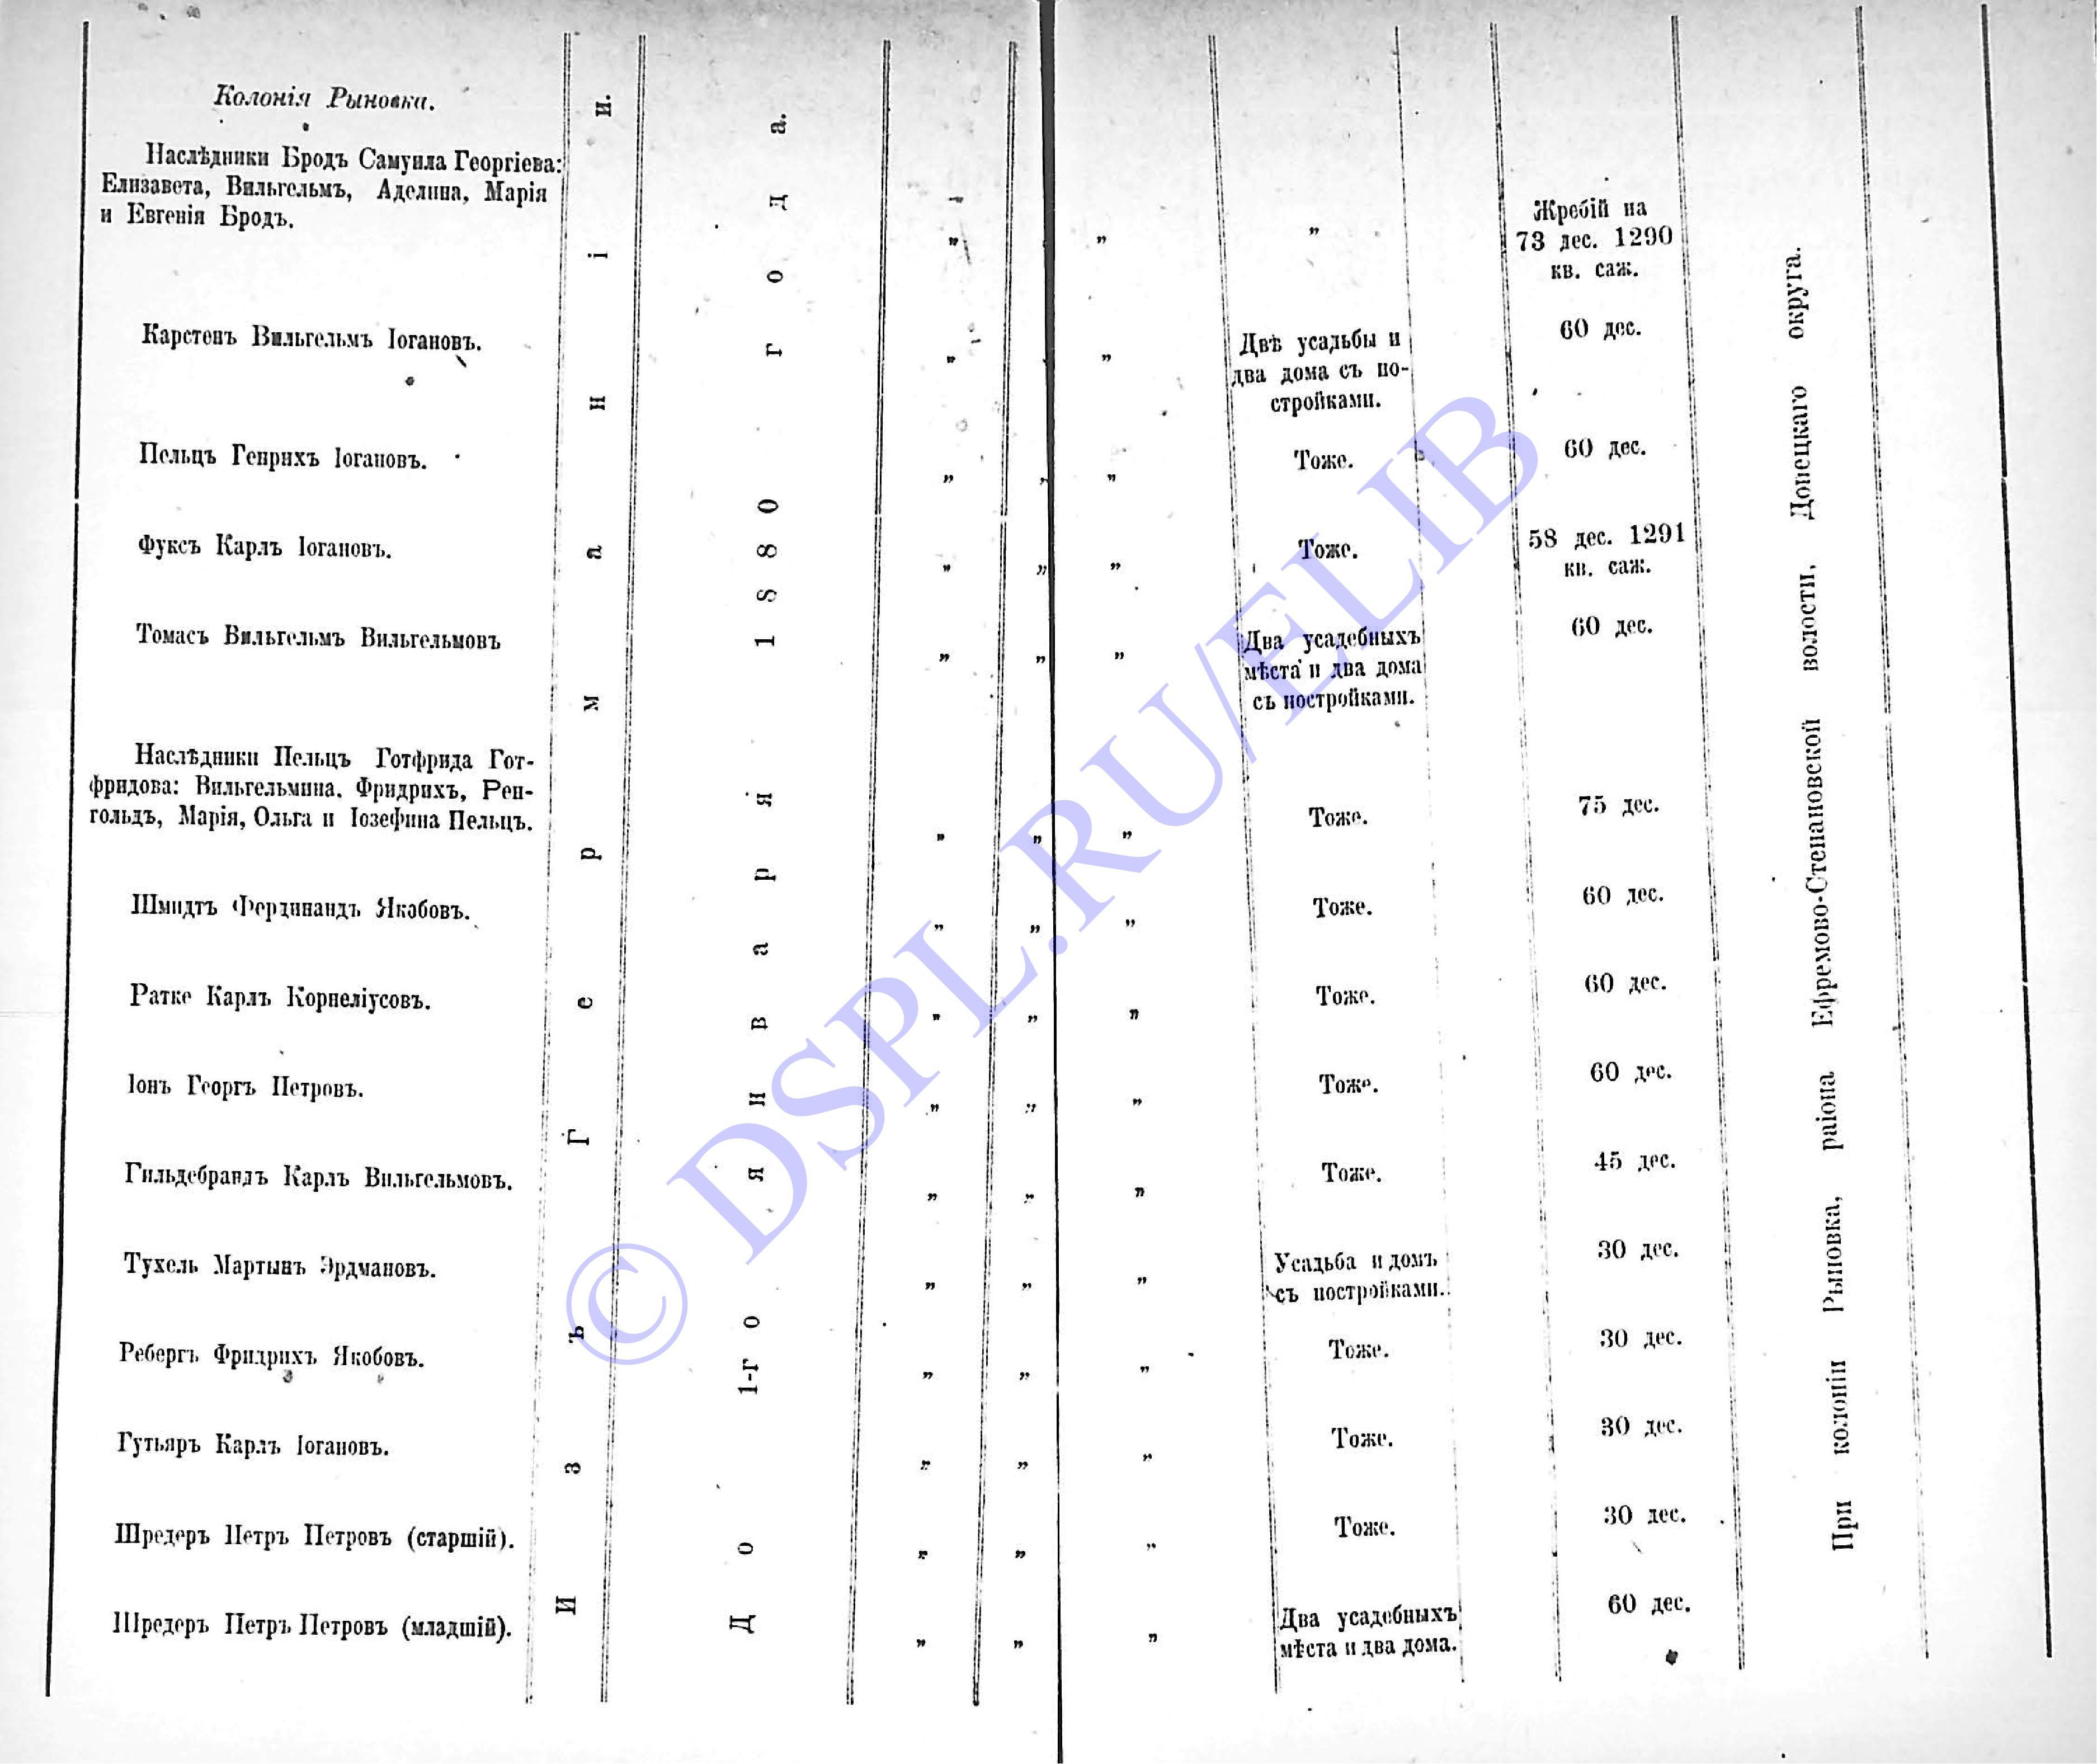 Колонія Рыновка.
Наслѣдники Бродъ Самуила Георгіева:
Елизавета, Вильгельмъ, Аделина, Марія
и Евгенія Бродъ.
„ „ „
Жребій на
73 дес. 1290
кв. саж.
Карстенъ Вильгельмъ Іогановъ.
„ „
Двѣ усадьбы и
два дома съ по-
стройками.
60 дес.
Пельцъ Генрихъ Іогановъ.
„ „ „
Тоже.
60 дес.
Фуксъ Карлъ Іогановъ.
„ „ „
Тоже.
58 дес. 1291
кв. саж.
Томасъ Вильгельмъ Вильгельмовъ
„ „ „
Два усадебныхъ
мѣста и два дома
съ постройками.
60 дес.
Наслѣдники Пельцъ Готфрида Гот-
фридова: Вильгельмина. Фридрихъ, Рен-
гольдъ, Марія, Ольга и Іозефина Пельцъ.
„ „ „
Тоже.
75 дес.
Шмидтъ Фердинандъ Якобовъ.
„ „ „
Тоже.
60 дес.
Ратке Карлъ Корнеліусовъ.
„ „ „
Тоже.
60 дес.
Іонъ Георгъ Петровъ.
„ „ „
Тоже.
60 дес.
Гильдебрандъ Карлъ Вильгельмовъ.
„ „ „
Тоже.
45 дес.
Тухель Мартынъ Эрдмановъ.
„ „ „
Усадьба и домъ
съ постройками.
30 дес.
Ребергъ Фридрихъ Якобовъ.
„ „ „
Тоже.
30 дес.
Гутьяръ Карлъ Іогановъ.
„ „ „
Тоже.
30 дес.
Шредеръ Петръ Петровъ (старшій).
„ „ „
Тоже.
30 дес.
Шредеръ Петръ Петровъ (младшій).
„ „ „
Два усадебныхъ
мѣста и два дома.
60 дес.
Изъ Германіи.
До 1-го января 1880 года.
При колоніи Рыновка, раіона Ефремово-Степановской волости, Донецкаго округа.
© DSPL.RU/ELIB